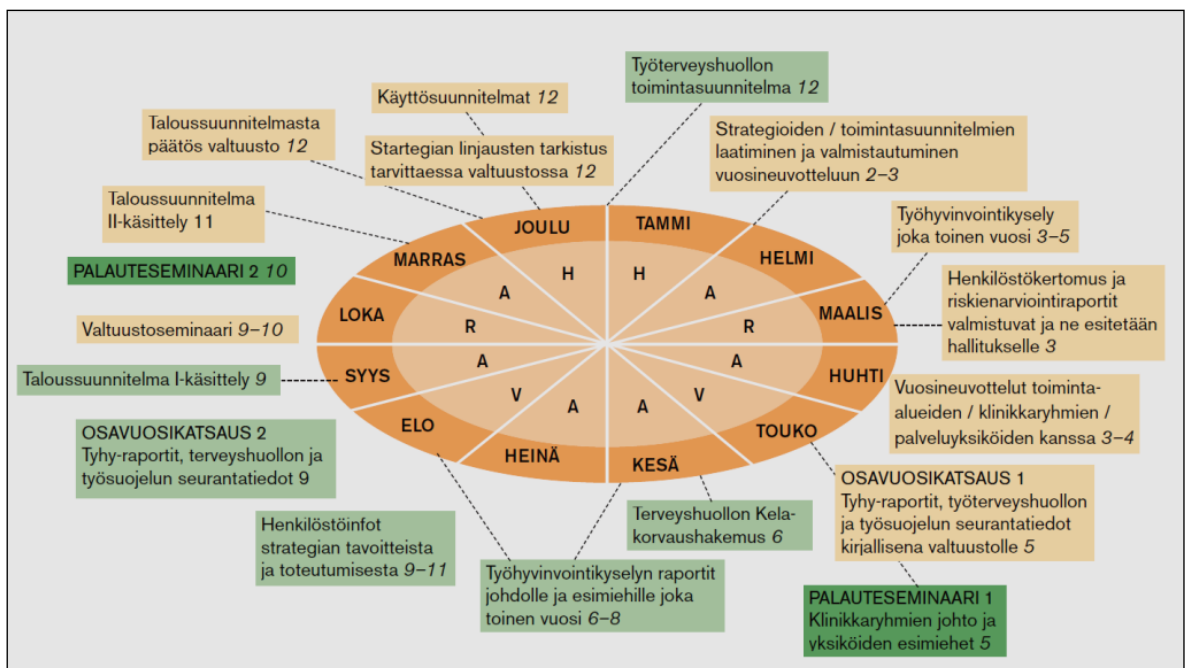 Työterveyshuollon
toimintasuunnitelma 12
Käyttösuunnitelmat 12
Taloussuunnitelmasta
päätös valtuusto 12
Startegian linjausten tarkistus
tarvittaessa valtuustossa 12
Strategioiden / toimintasuunnitelmien
laatiminen ja valmistautuminen
vuosineuvotteluun 2–3
Taloussuunnitelma
II-käsittely 11
Työhyvinvointikysely
joka toinen vuosi 3–5
PALAUTESEMINAARI 2 10
Henkilöstökertomus ja
riskienarviointiraportit
valmistuvat ja ne esitetään
hallitukselle 3
Valtuustoseminaari 9–10
Taloussuunnitelma I-käsittely 9
Vuosineuvottelut toiminta-
alueiden / klinikkaryhmien /
palveluyksiköiden kanssa 3–4
OSAVUOSIKATSAUS 2
Tyhy-raportit, terveyshuollon ja
työsuojelun seurantatiedot 9
OSAVUOSIKATSAUS 1
Tyhy-raportit, työterveyshuollon
ja työsuojelun seurantatiedot
kirjallisena valtuustolle 5
Henkilöstöinfot
strategian tavoitteista
ja toteutumisesta 9–11
Työhyvinvointikyselyn raportit
johdolle ja esimiehille joka
toinen vuosi 6–8
Terveyshuollon Kela-
korvaushakemus 6
PALAUTESEMINAARI 1
Klinikkaryhmien johto ja
yksiköiden esimiehet 5
JOULU
TAMMI
HELMI
MAALIS
HUHTI
TOUKO
KESÄ
HEINÄ
ELO
SYYS
LOKA
MARRAS
H
H
A
R
A
V
A
A
V
A
R
A